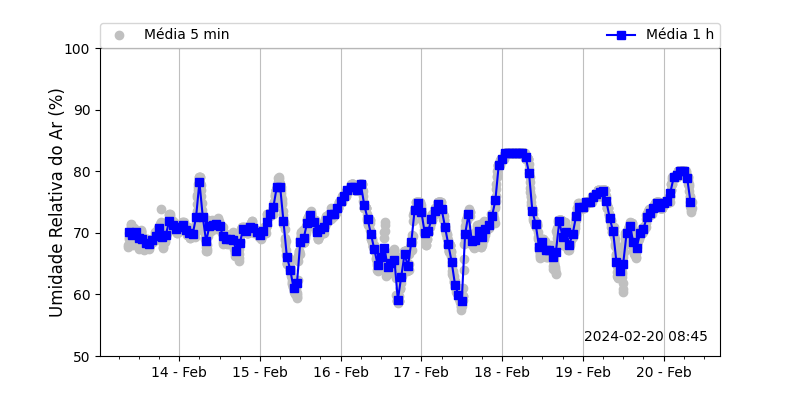 Média 5 min
Média 1 h
100
90
80
70
60
50
Umidade Relativa do Ar (%)
2024-02-20 08:45
14 - Feb
15 - Feb
16 - Feb
17 - Feb
18 - Feb
19 - Feb
20 - Feb